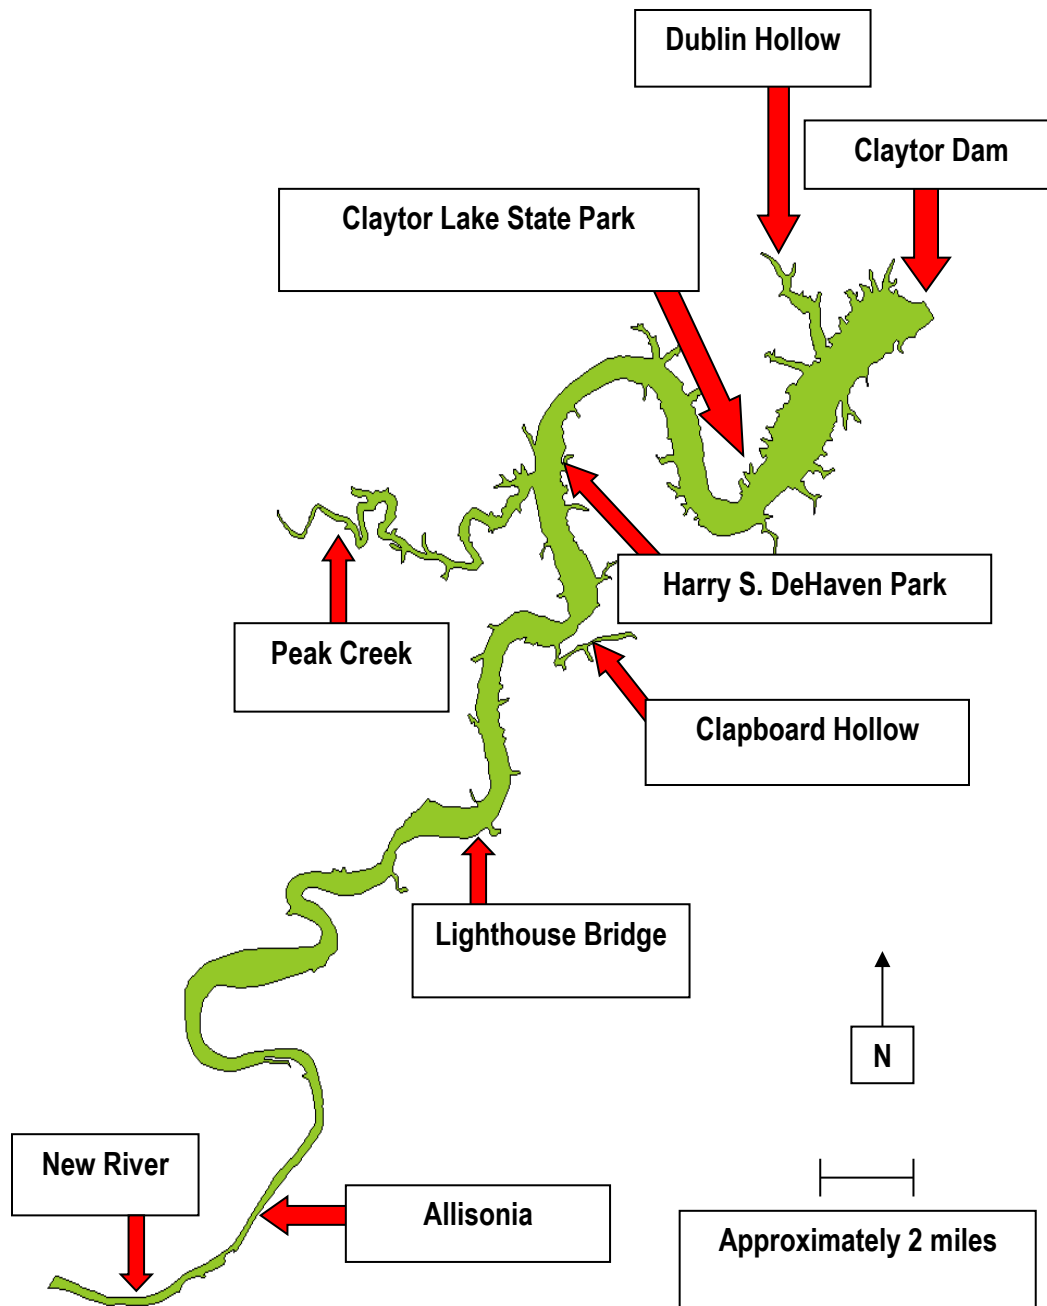 Dublin Hollow
Claytor Dam
Claytor Lake State Park
Harry S. DeHaven Park
Peak Creek
Clapboard Hollow
Lighthouse Bridge
N
New River
Allisonia
Approximately 2 miles